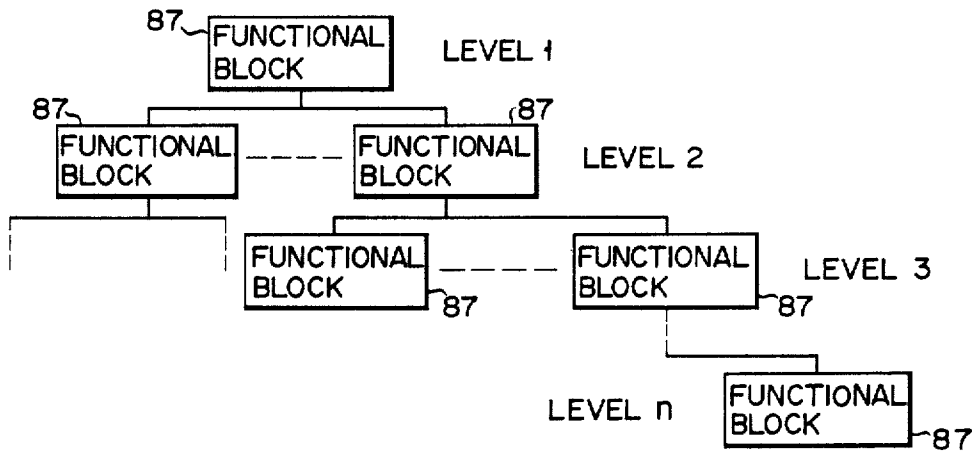 87
FUNCTIONAL
BLOCK
LEVEL 1
87
FUNCTIONAL
BLOCK
87
FUNCTIONAL
BLOCK
LEVEL 2
FUNCTIONAL
BLOCK
87
FUNCTIONAL
BLOCK
87
LEVEL 3
LEVEL n
FUNCTIONAL
BLOCK
87